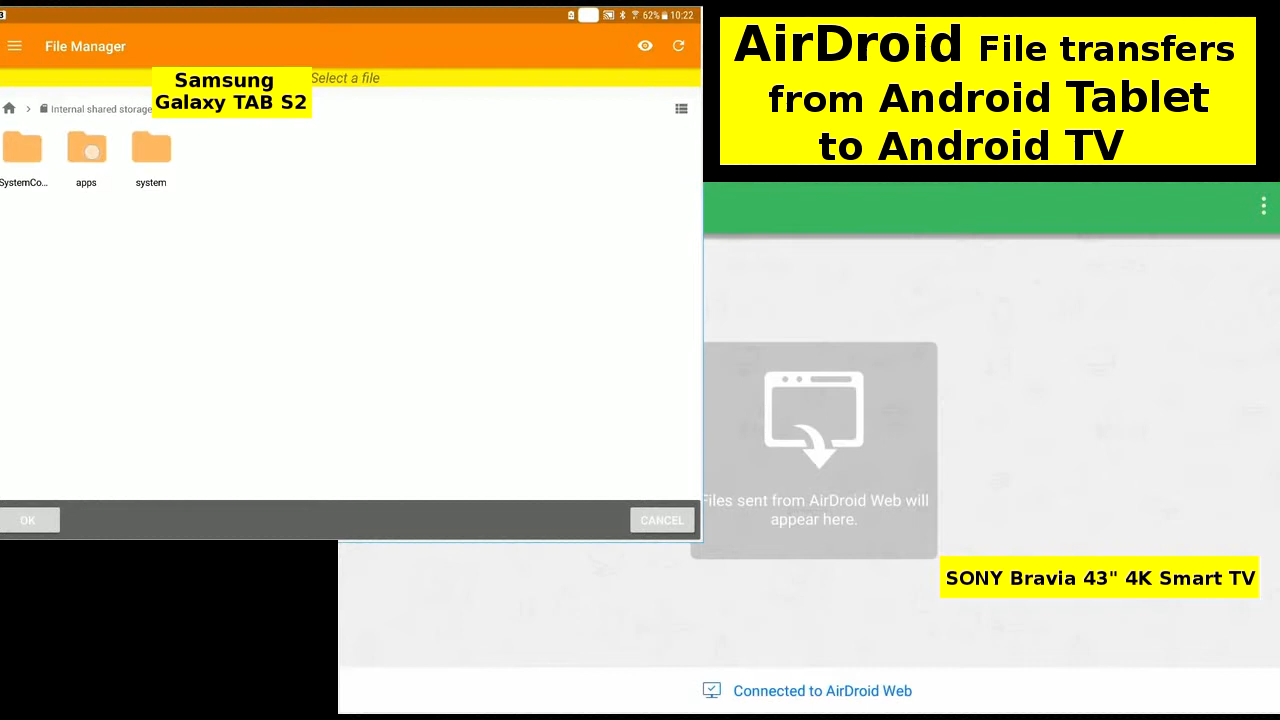 62% 10:22
File Manager
Select a file
Samsung
Galaxy TAB S2
Internal shared storage
SystemCo...
apps
system
OK
CANCEL
AirDroid File transfers
from Android Tablet
to Android TV
Files sent from AirDroid Web will
appear here.
SONY Bravia 43" 4K Smart TV
Connected to AirDroid Web